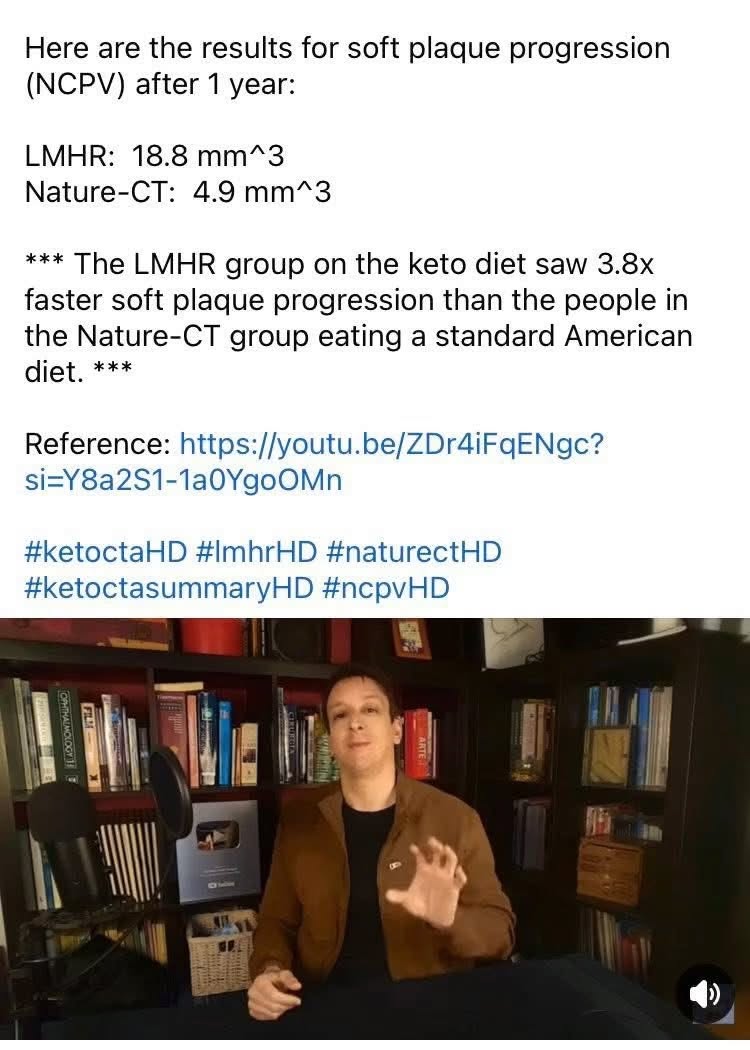 Here are the results for soft plaque progression
(NCPV) after 1 year:
LMHR: 18.8 mm^3
Nature-CT: 4.9 mm^3
*** The LMHR group on the keto diet saw 3.8x
faster soft plaque progression than the people in
the Nature-CT group eating a standard American
diet. ***
Reference: https://youtu.be/ZDr4iFqENgc?
si=Y8a2S1-1a0YgoOMn
#ketoctaHD #lmhrHD #naturectHD
#ketoctasummaryHD #ncpvHD
OPHTHALMOLOGY
ARTE
YouTube